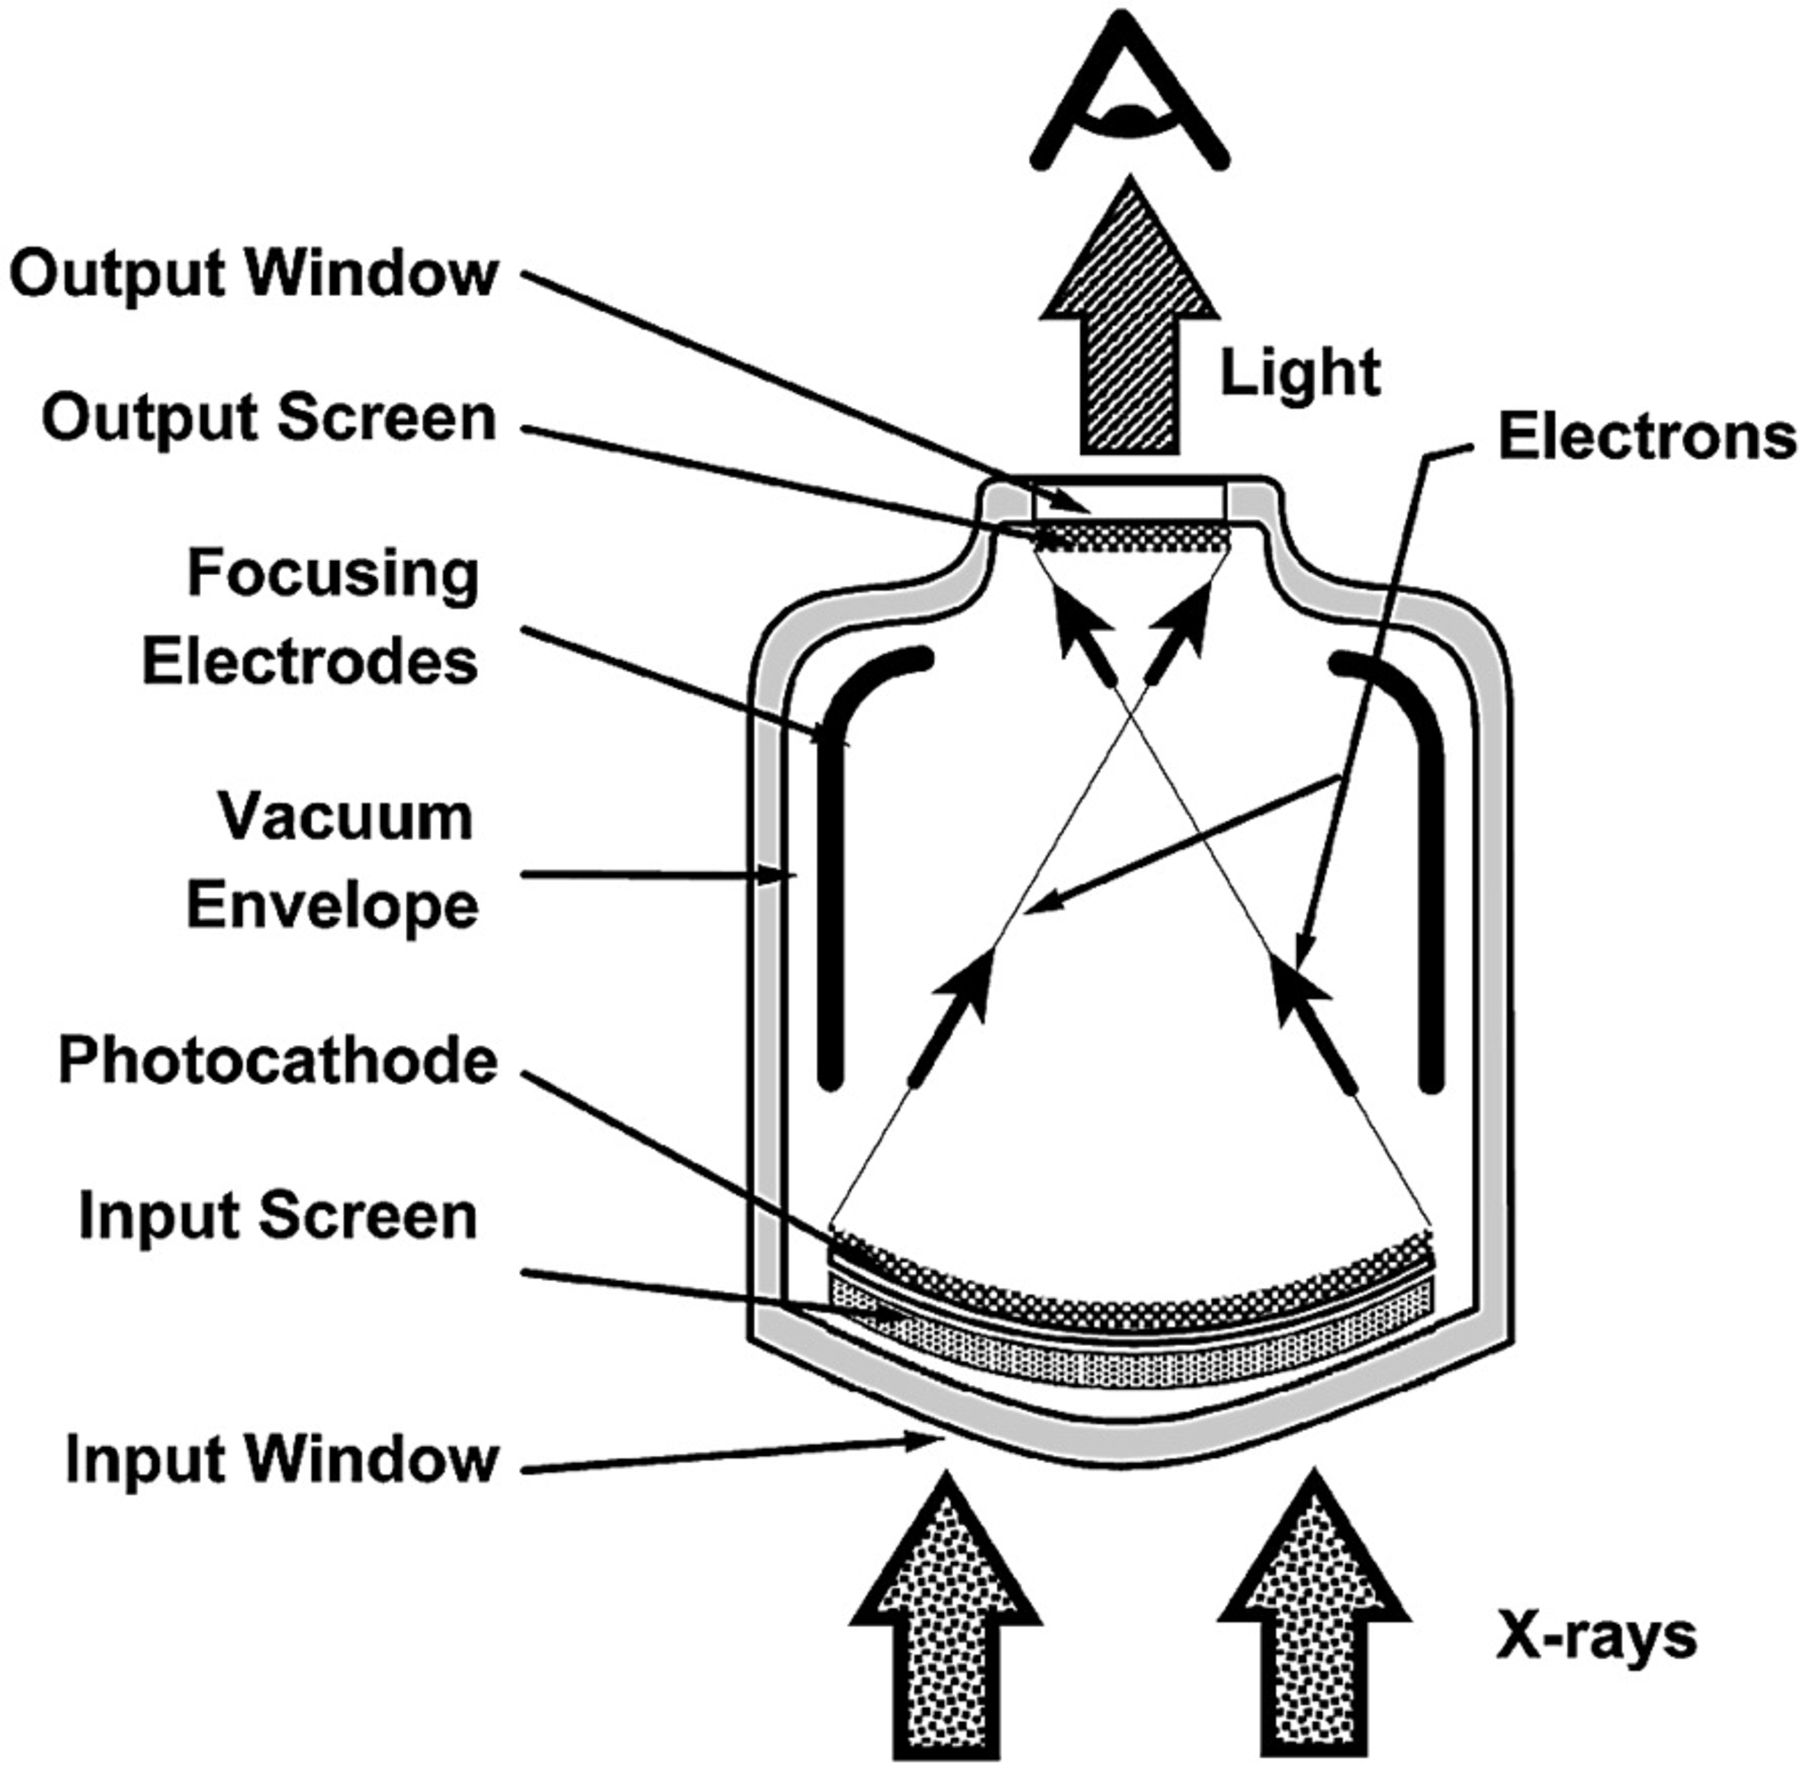 Output Window
Light
Output Screen
Electrons
Focusing
Electrodes
Vacuum
Envelope
Photocathode
Input Screen
Input Window
X-rays